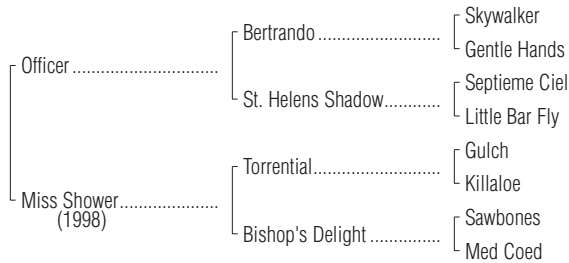 Skywalker
Bertrando
Gentle Hands
Officer
Septieme Ciel
St. Helens Shadow
Little Bar Fly
Gulch
Torrential
Killaloe
Miss Shower
(1998)
Sawbones
Bishop's Delight
Med Coed